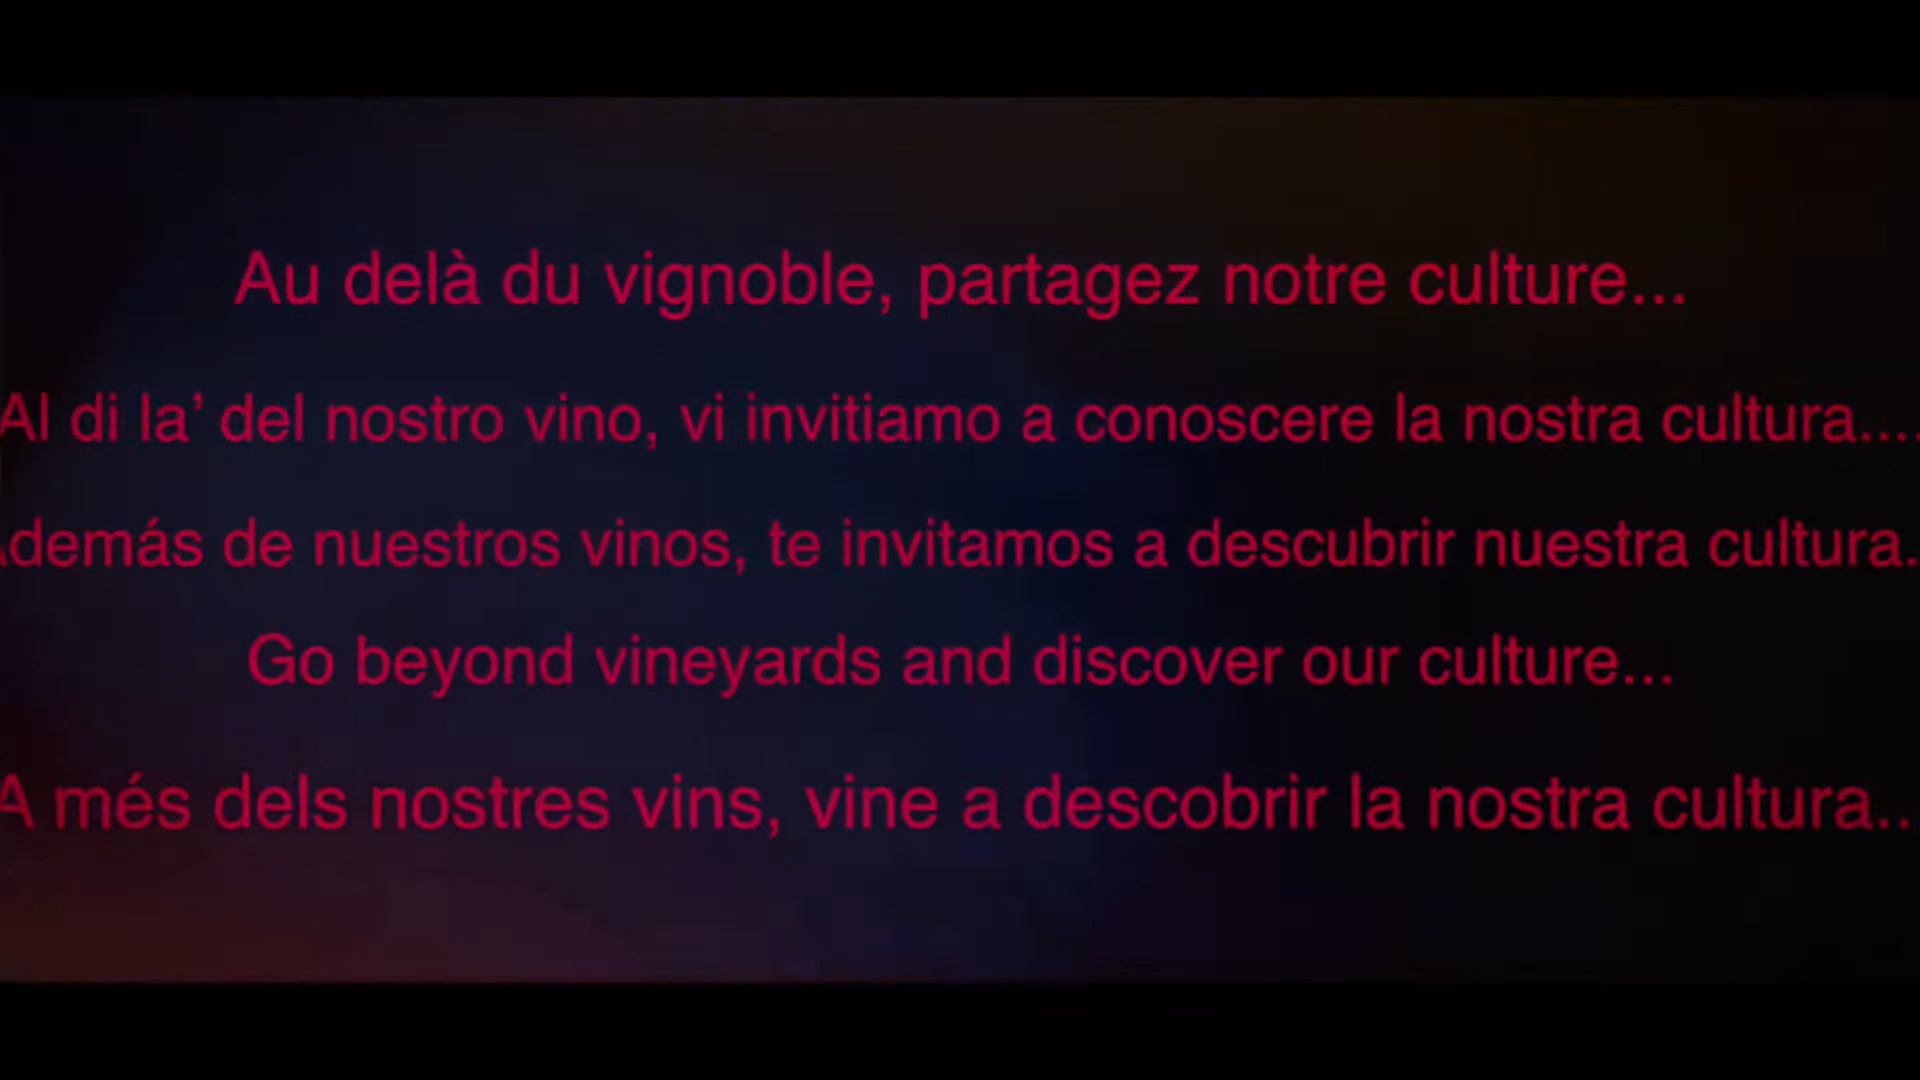 Au delà du vignoble, partagez notre culture...
Al di la’ del nostro vino, vi invitiamo a conoscere la nostra cultura....
Además de nuestros vinos, te invitamos a descubrir nuestra cultura.
Go beyond vineyards and discover our culture...
A més dels nostres vins, vine a descobrir la nostra cultura..